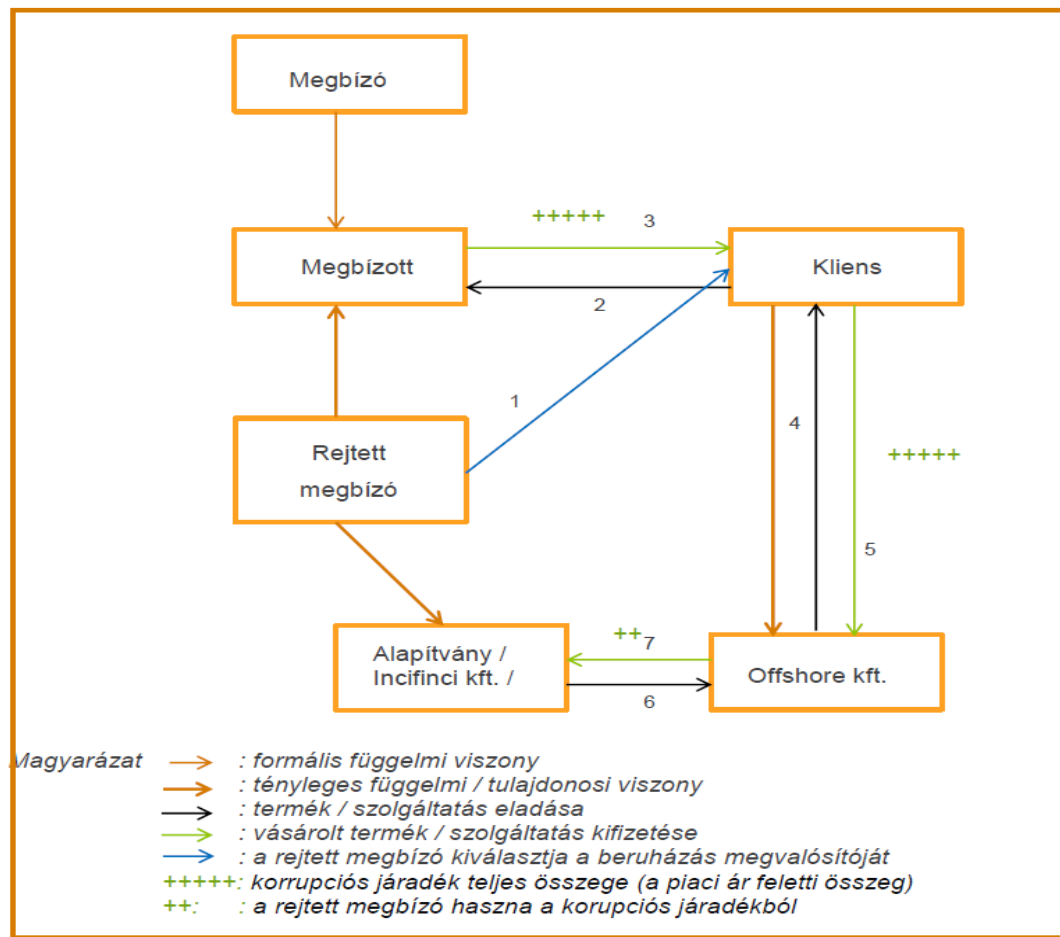 Megbízó
+++++ 3
Megbízott
Kliens
2
1
4
Rejtett
megbízó
+++++
5
++ 7
Alapítvány /
Incifinci kft. /
Offshore kft.
6
Magyarázat : formális függelmi viszony
: tényleges függelmi / tulajdonosi viszony
: termék / szolgáltatás eladása
: vásárolt termék / szolgáltatás kifizetése
: a rejtett megbízó kiválasztja a beruházás megvalósítóját
+++++: korrupciós járadék teljes összege (a piaci ár feletti összeg)
++: : a rejtett megbízó haszna a korupciós járadékból